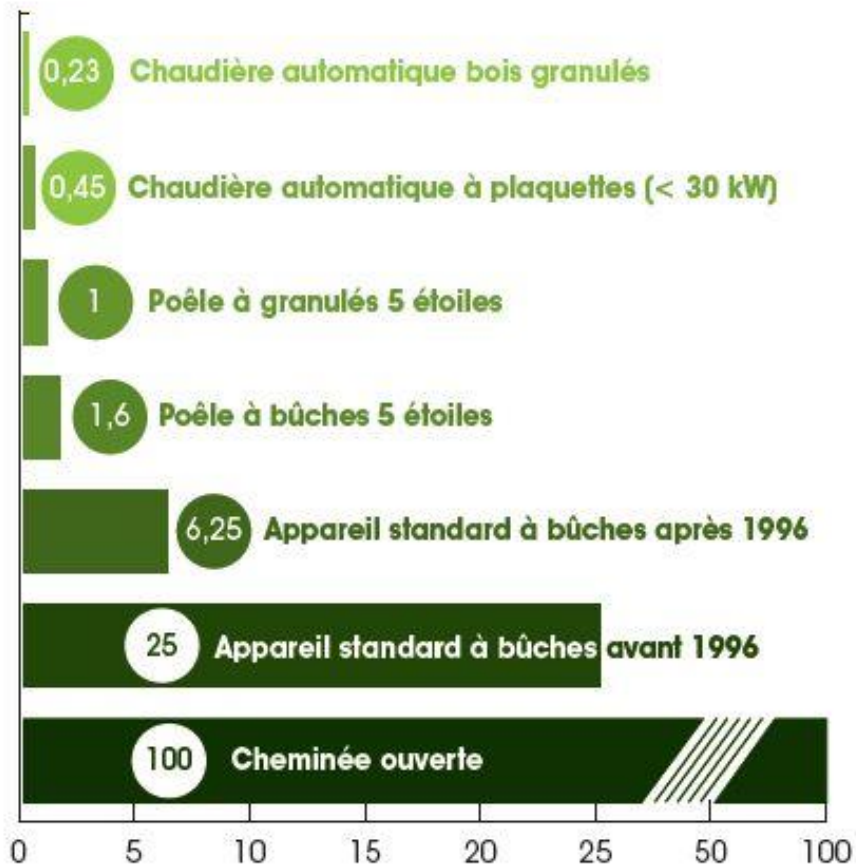 0,23 Chaudière automatique bois granulés
0,45 Chaudière automatique à plaquettes (< 30 kW)
1 Poêle à granulés 5 étoiles
1,6 Poêle à bûches 5 étoiles
6,25 Appareil standard à bûches après 1996
25 Appareil standard à bûches avant 1996
100 Cheminée ouverte
0 5 10 15 20 25 50 100